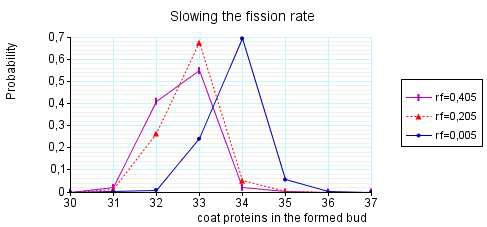 Slowing the fission rate
Probability
0,7
0,6
0,5
0,4
0,3
0,2
0,1
0
30 31 32 33 34 35 36 37
coat proteins in the formed bud
rf=0,405
rf=0,205
rf=0,005